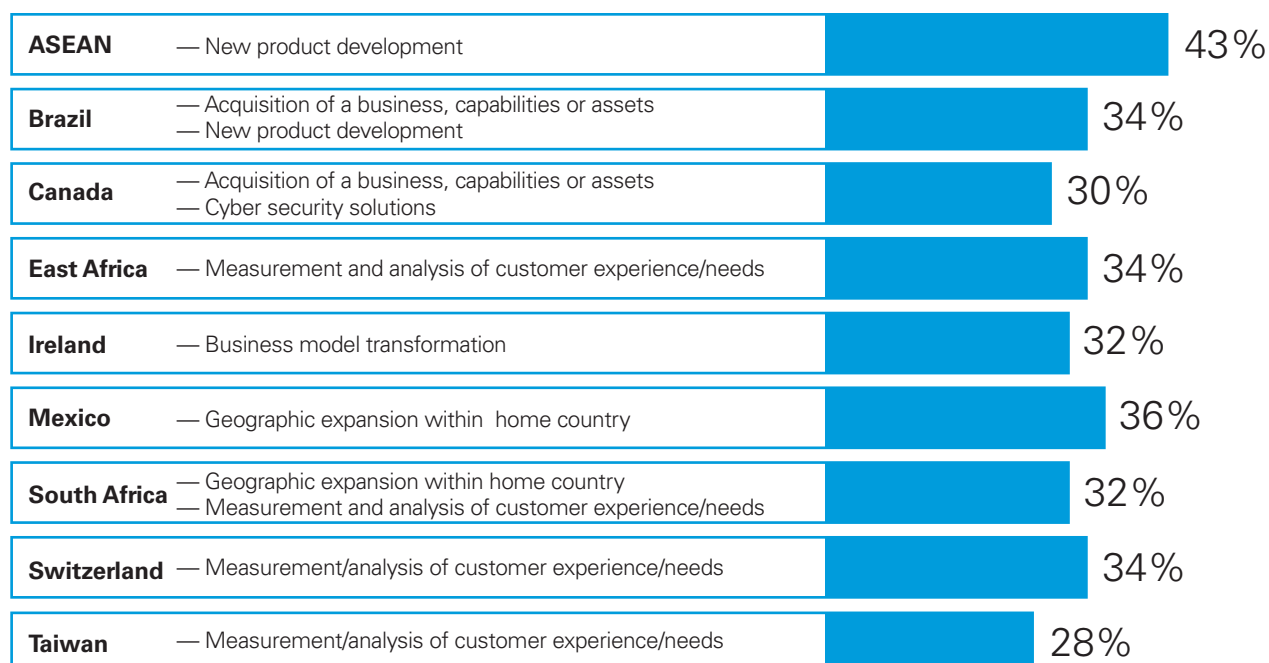 ASEAN — New product development 43%
— Acquisition of a business, capabilities or assets
Brazil 34%
— New product development
— Acquisition of a business, capabilities or assets
Canada 30%
— Cyber security solutions
East Africa — Measurement and analysis of customer experience/needs 34%
Ireland — Business model transformation 32%
Mexico — Geographic expansion within home country 36%
— Geographic expansion within home country
South Africa 32%
— Measurement and analysis of customer experience/needs
Switzerland — Measurement/analysis of customer experience/needs 34%
Taiwan — Measurement/analysis of customer experience/needs 28%